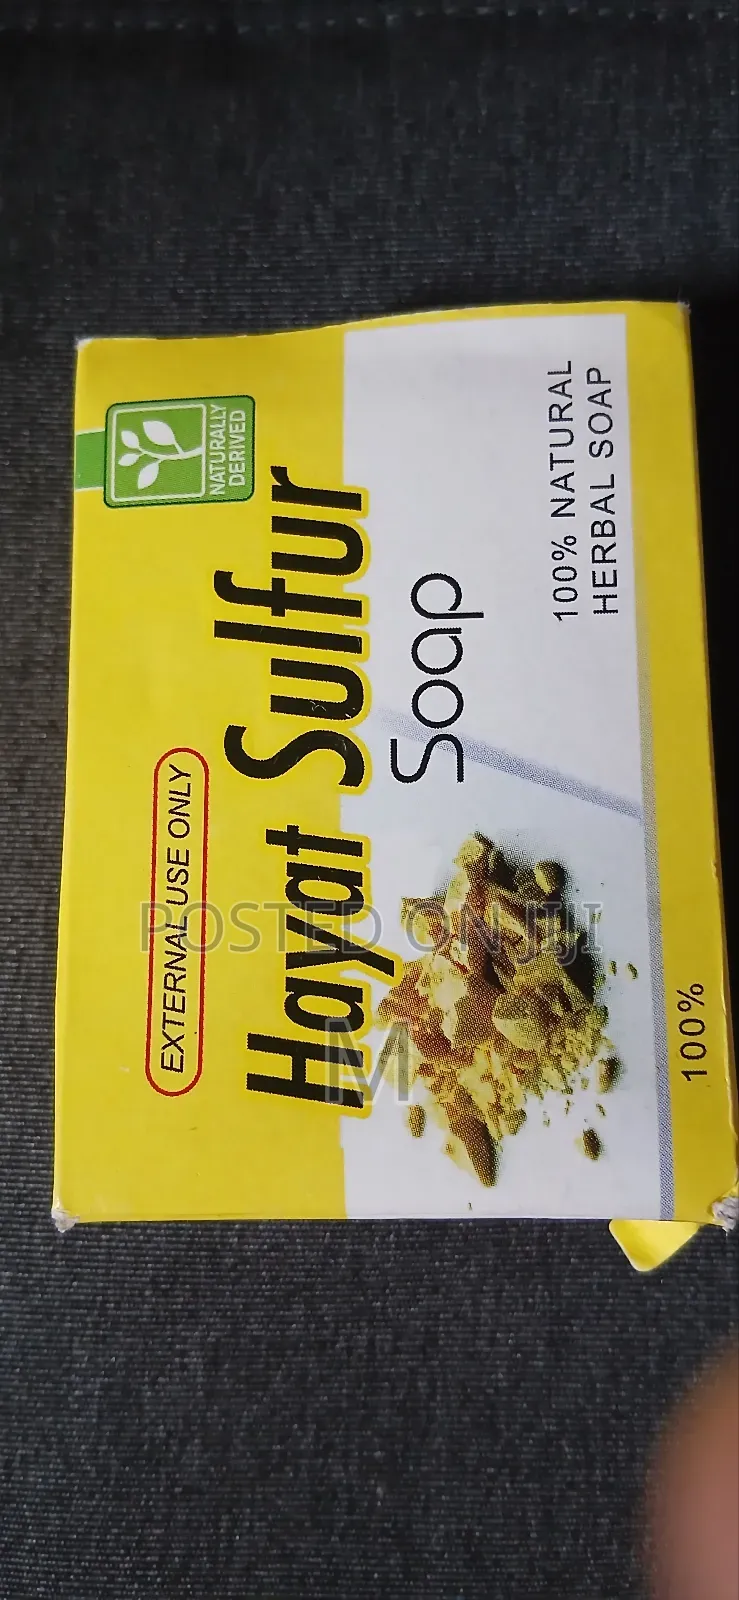 NATURALLY
DERIVED
EXTERNAL USE ONLY
Hayat Sulfur
Soap
100% NATURAL
HERBAL SOAP
100%
POSTED ON JIJI
M